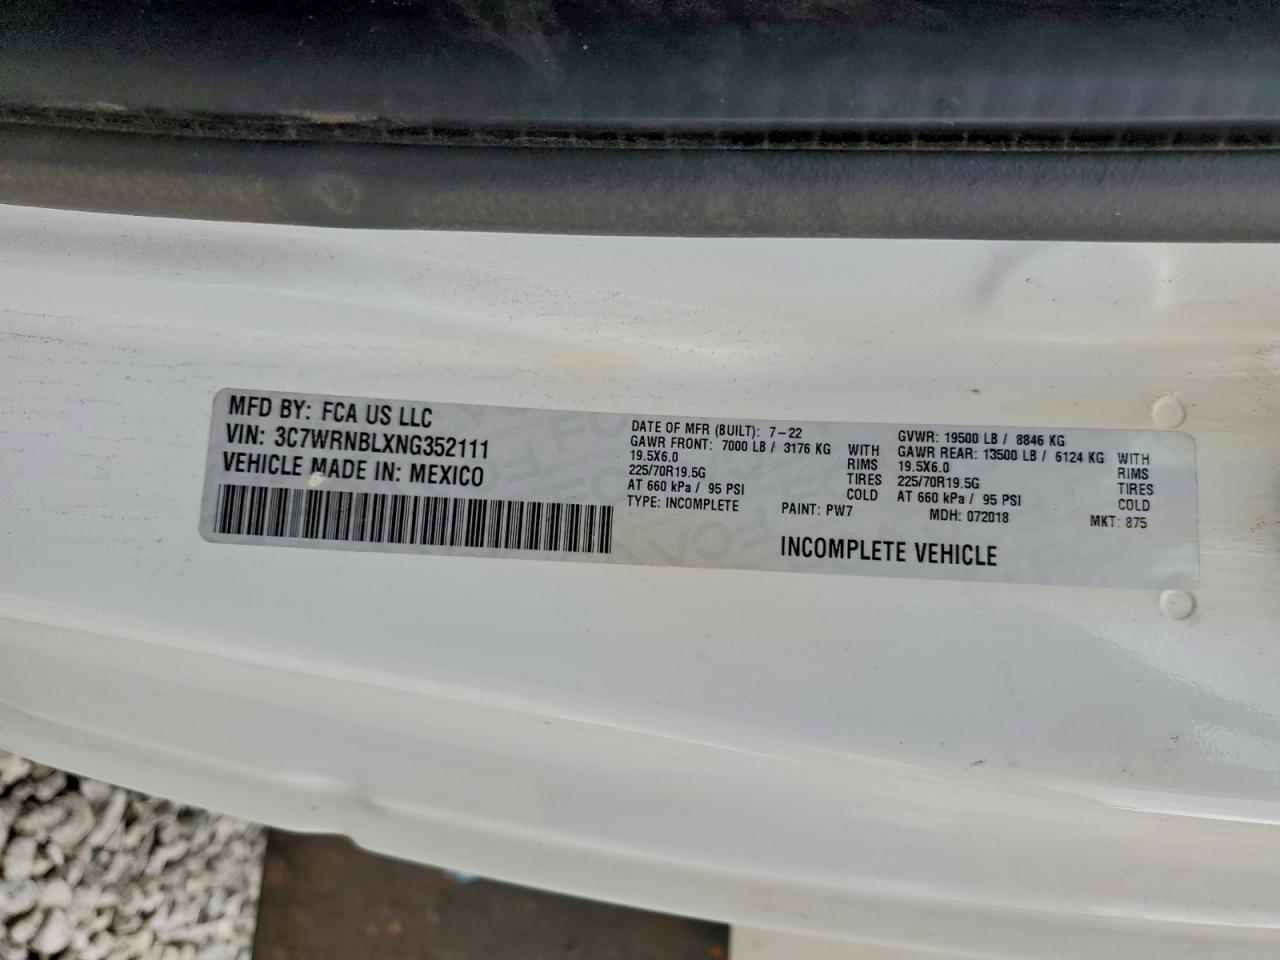 MFD BY: FCA US LLC
VIN: 3C7WRNBLXNG352111
VEHICLE MADE IN: MEXICO
DATE OF MFR (BUILT): 7-22
GAWR FRONT: 7000 LB / 3176 KG WITH
19.5X6.0 RIMS
225/70R19.5G TIRES
AT 660 kPa / 95 PSI COLD
TYPE: INCOMPLETE
GVWR: 19500 LB / 8846 KG
GAWR REAR: 13500 LB / 6124 KG WITH
19.5X6.0 RIMS
225/70R19.5G TIRES
AT 660 kPa / 95 PSI COLD
PAINT: PW7 MDH: 072018 MKT: 875
INCOMPLETE VEHICLE